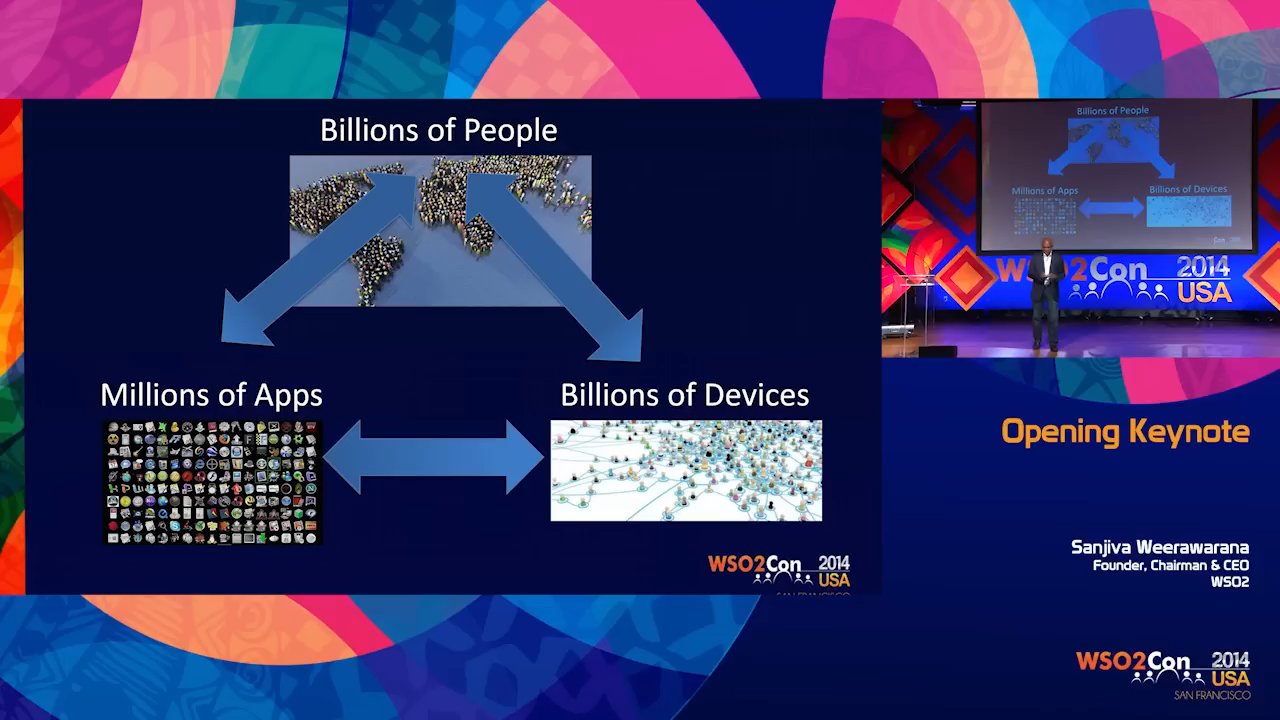 Billions of People
Millions of Apps
Billions of Devices
WSO2Con 2014
USA
Billions of People
Millions of Apps
Billions of Devices
WSO2Con 2014
USA
Opening Keynote
Sanjiva Weerawarana
Founder, Chairman & CEO
WSO2
WSO2Con 2014
USA
SAN FRANCISCO